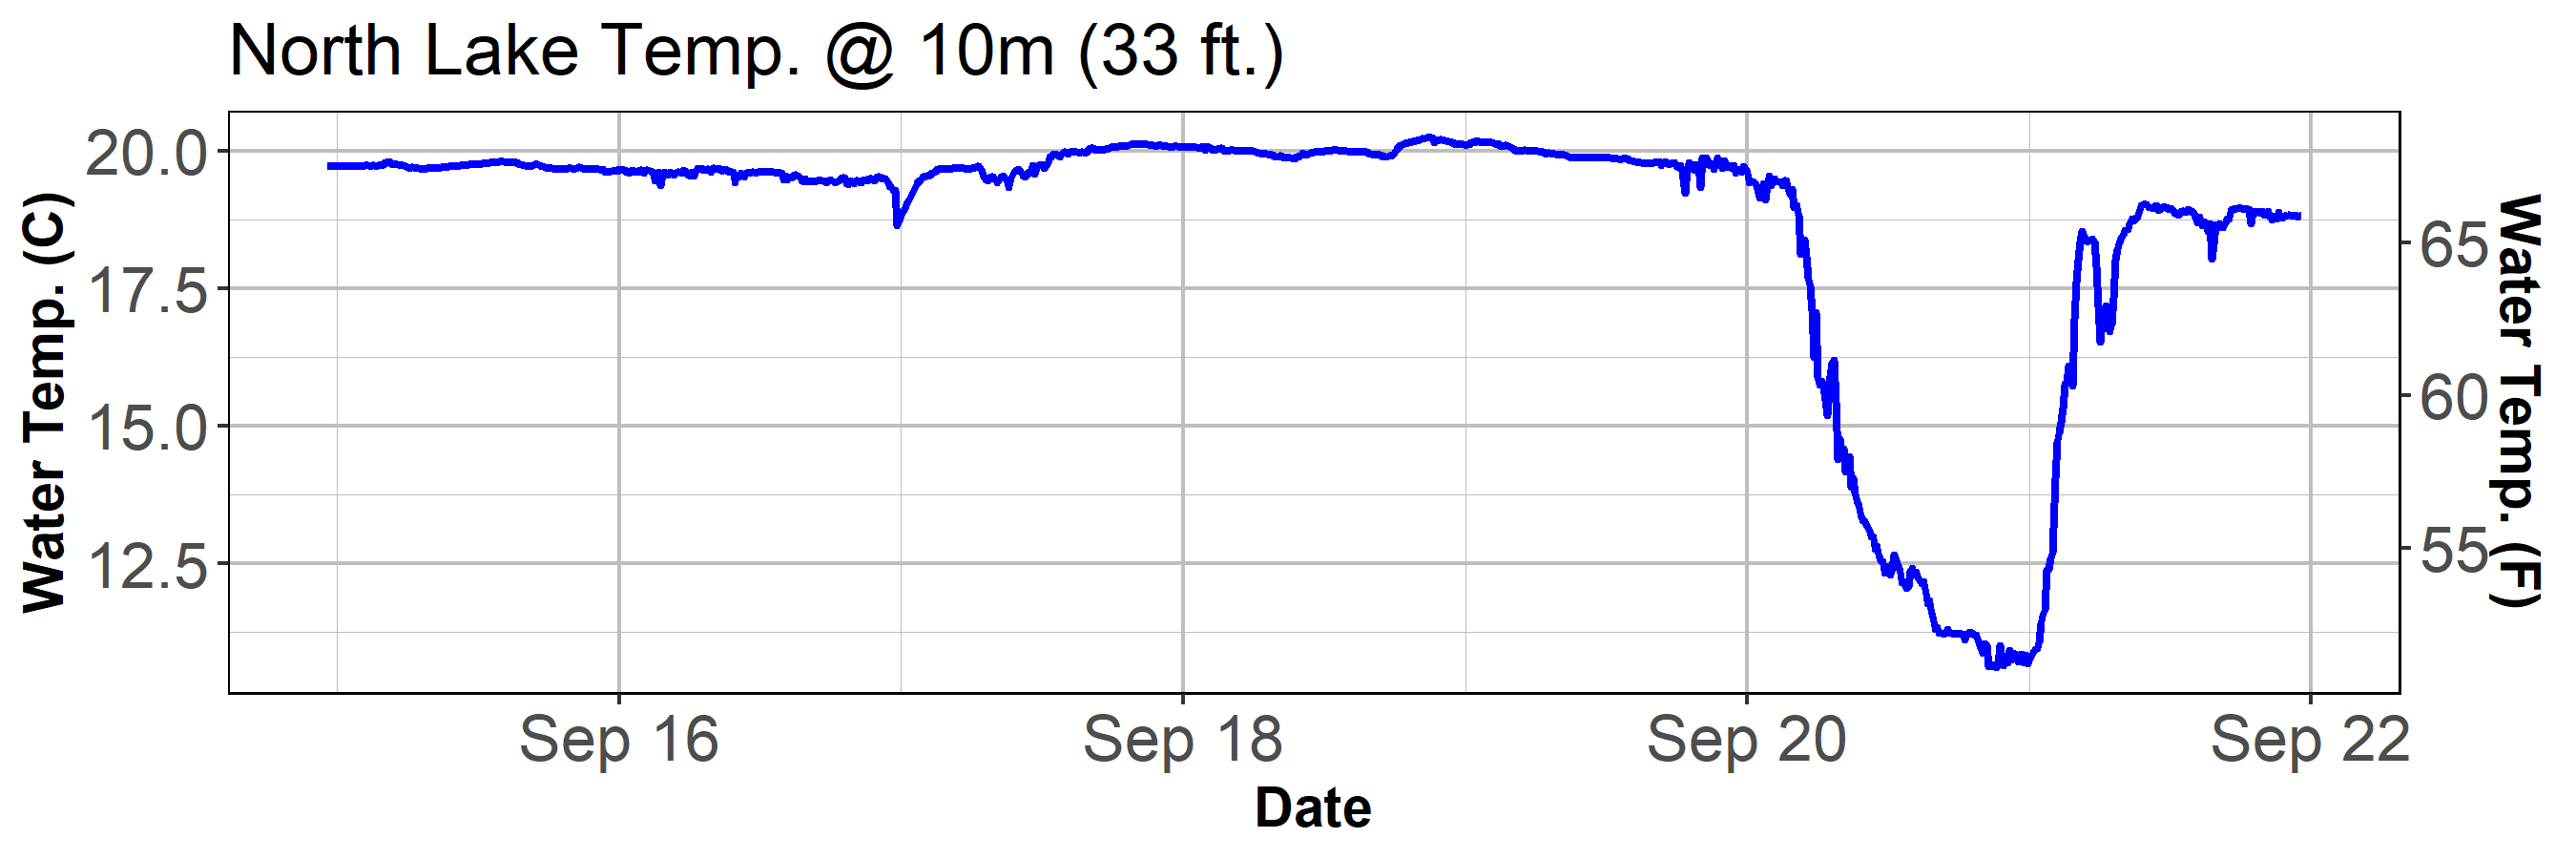 North Lake Temp. @ 10m (33 ft.)
Water Temp. (C)
20.0
17.5
15.0
12.5
65
60
55
Water Temp. (F)
Sep 16 Sep 18 Sep 20 Sep 22
Date